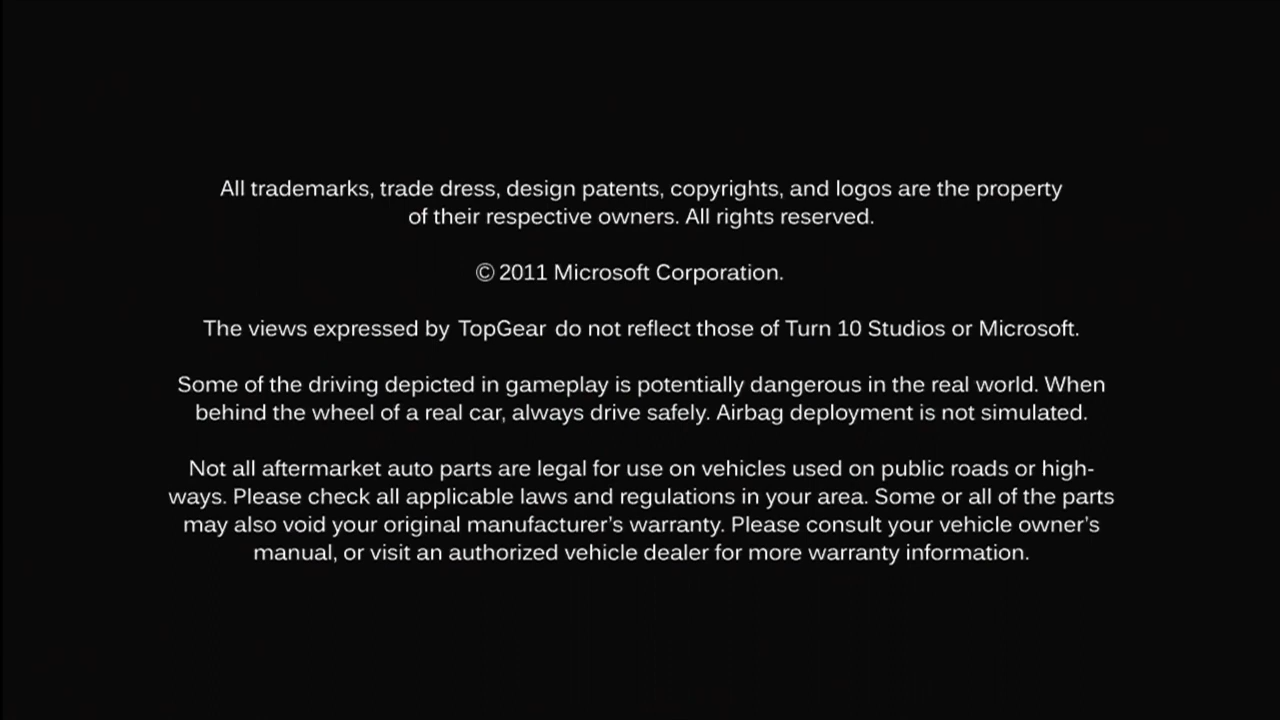 All trademarks, trade dress, design patents, copyrights, and logos are the property
of their respective owners. All rights reserved.
© 2011 Microsoft Corporation.
The views expressed by TopGear do not reflect those of Turn 10 Studios or Microsoft.
Some of the driving depicted in gameplay is potentially dangerous in the real world. When
behind the wheel of a real car, always drive safely. Airbag deployment is not simulated.
Not all aftermarket auto parts are legal for use on vehicles used on public roads or high-
ways. Please check all applicable laws and regulations in your area. Some or all of the parts
may also void your original manufacturer's warranty. Please consult your vehicle owner's
manual, or visit an authorized vehicle dealer for more warranty information.